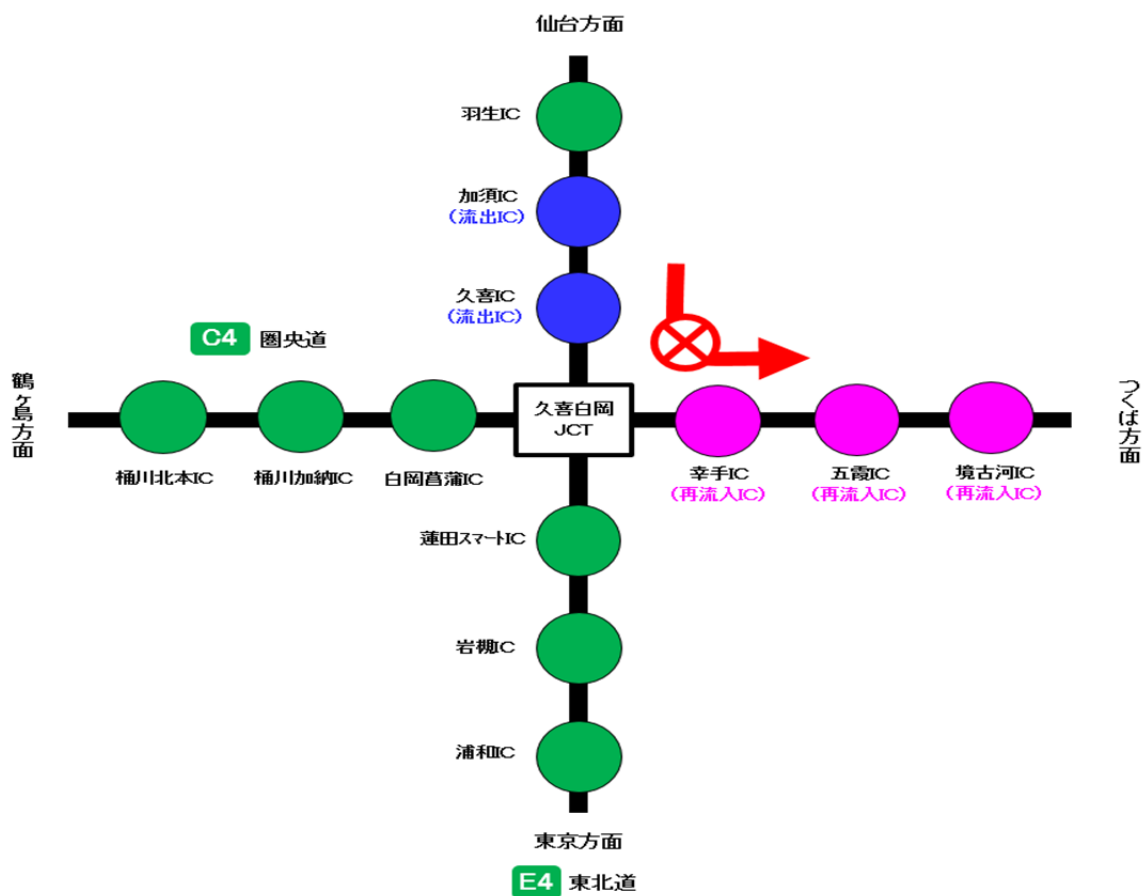 仙台方面
羽生IC
加須IC
(流出IC)
久喜IC
(流出IC)
C4 圏央道
鶴ヶ島方面
つくば方面
久喜白岡
JCT
桶川北本IC
桶川加納IC
白岡菖蒲IC
幸手IC
(再流入IC)
五霞IC
(再流入IC)
境古河IC
(再流入IC)
蓮田スマートIC
岩槻IC
浦和IC
東京方面
E4 東北道